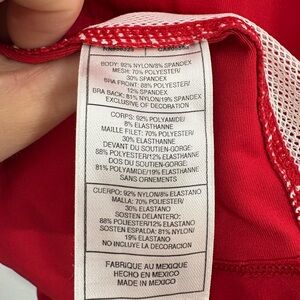 BODY: 92% NYLON/8% SPANDEX
MESH: 70% POLYESTER/
30% SPANDEX
BRA FRONT: 88% POLYESTER/
12% SPANDEX
BRA BACK: 81% NYLON/19% SPANDEX
EXCLUSIVE OF DECORATION
CORPS: 92% POLYAMIDE/
8% ELASTHANNE
MAILLE FILET: 70% POLYESTER/
30% ELASTHANNE
DEVANT DU SOUTIEN-GORGE:
88% POLYESTER/12% ELASTHANNE
DOS DU SOUTIEN-GORGE:
81% POLYAMIDE/19% ELASTHANNE
SANS ORNEMENTS
CUERPO: 92% NYLON/8% ELASTANO
MALLA: 70% POLYESTER/
30% ELASTANO
SOSTEN DELANTERO:
88% POLIESTER/12% ELASTANO
SOSTEN ESPALDA: 81% NYLON/
19% ELASTANO
NO INCLUYE LA DECORACION
FABRIQUE AU MEXIQUE
HECHO EN MEXICO
MADE IN MEXICO